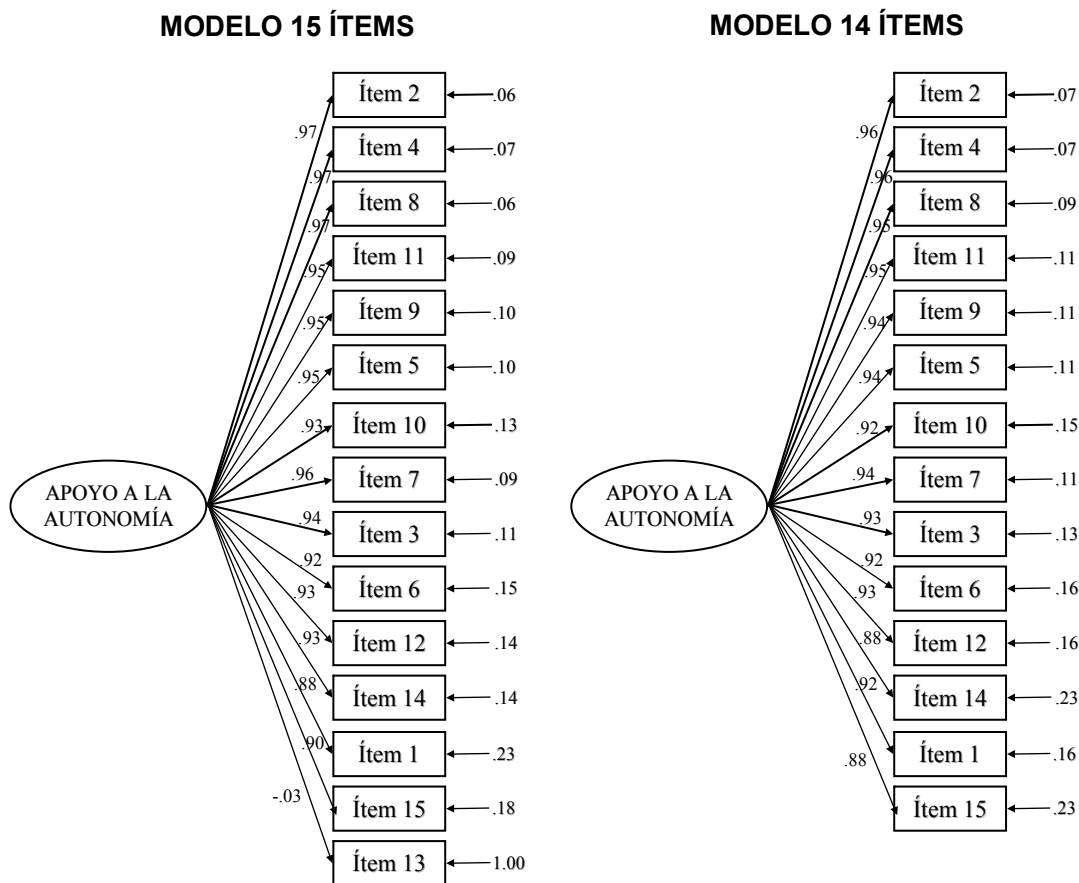 MODELO 15 ÍTEMS
.97
.97
.97
.95
.95
.95
.93
.96
.94
.92
.93
.93
.88
.90
-.03
APOYO A LA
AUTONOMÍA
Ítem 2
.06
Ítem 4
.07
Ítem 8
.06
Ítem 11
.09
Ítem 9
.10
Ítem 5
.10
Ítem 10
.13
Ítem 7
.09
Ítem 3
.11
Ítem 6
.15
Ítem 12
.14
Ítem 14
.14
Ítem 1
.23
Ítem 15
.18
Ítem 13
1.00
MODELO 14 ÍTEMS
.96
.96
.95
.95
.94
.94
.92
.94
.93
.92
.93
.88
.92
.88
APOYO A LA
AUTONOMÍA
Ítem 2
.07
Ítem 4
.07
Ítem 8
.09
Ítem 11
.11
Ítem 9
.11
Ítem 5
.11
Ítem 10
.15
Ítem 7
.11
Ítem 3
.13
Ítem 6
.16
Ítem 12
.16
Ítem 14
.23
Ítem 1
.16
Ítem 15
.23